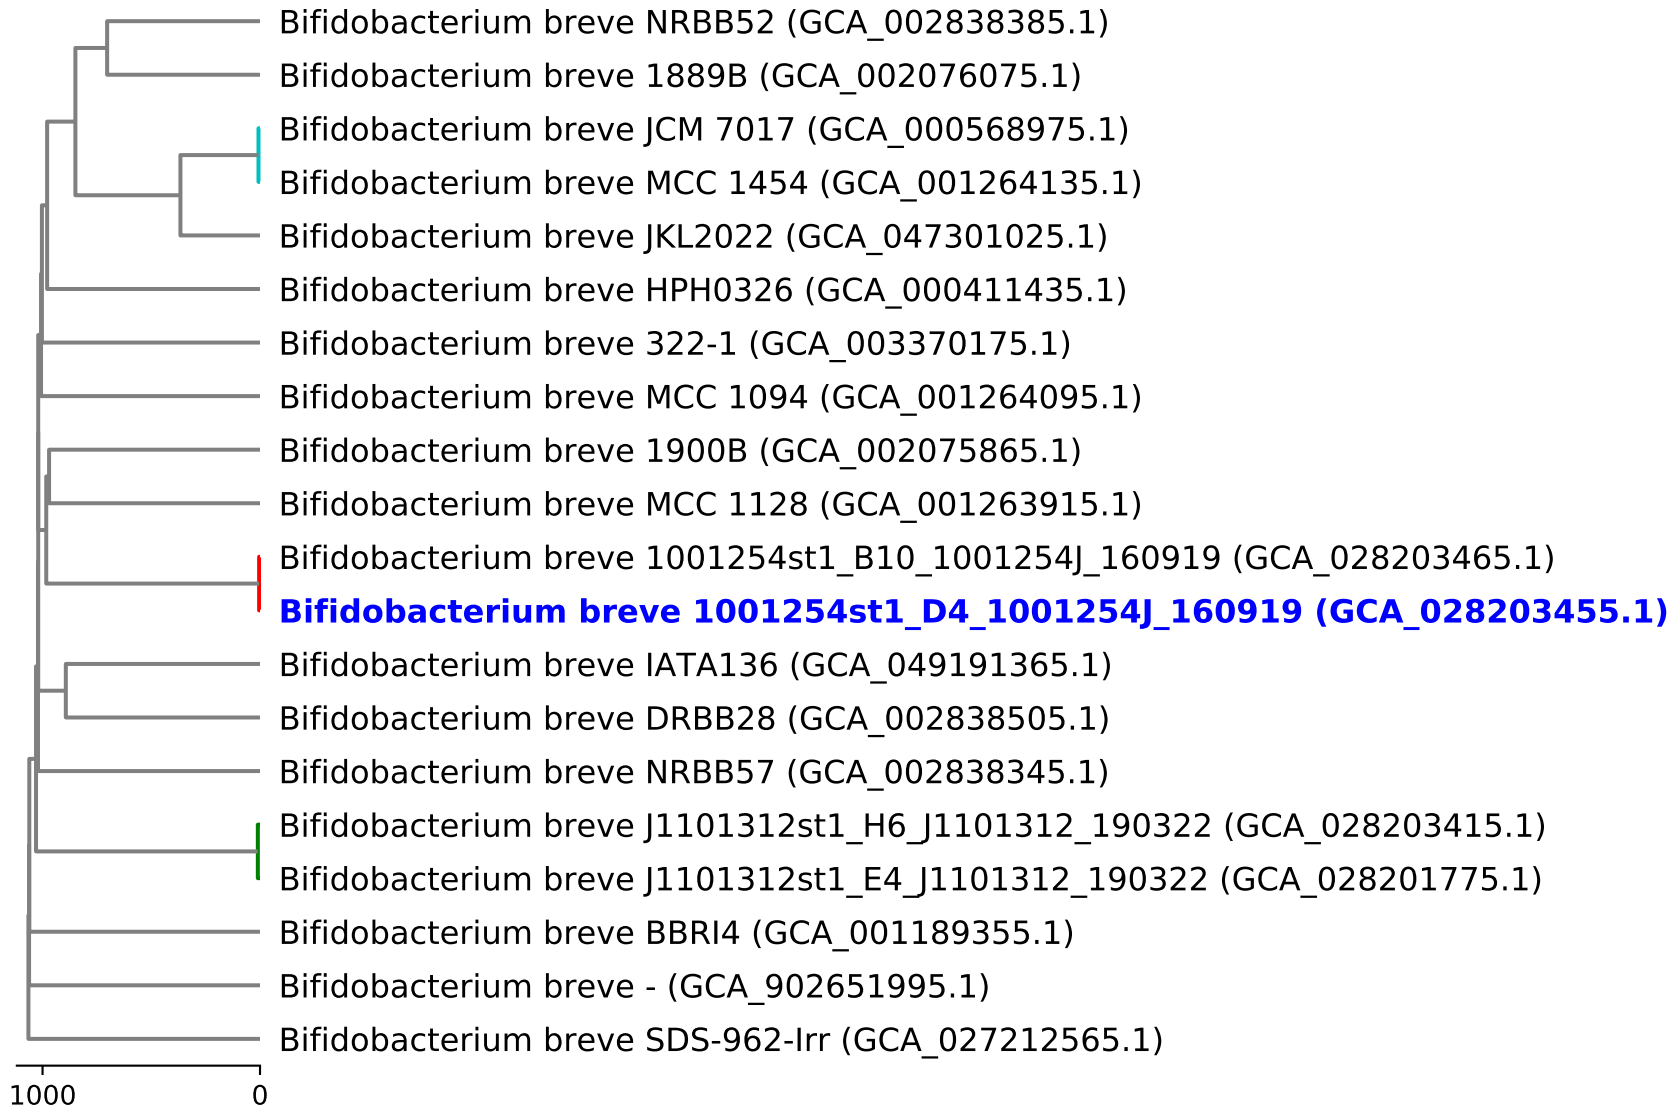 Bifidobacterium breve NRBB52 (GCA_002838385.1)
Bifidobacterium breve 1889B (GCA_002076075.1)
Bifidobacterium breve JCM 7017 (GCA_000568975.1)
Bifidobacterium breve MCC 1454 (GCA_001264135.1)
Bifidobacterium breve JKL2022 (GCA_047301025.1)
Bifidobacterium breve HPH0326 (GCA_000411435.1)
Bifidobacterium breve 322-1 (GCA_003370175.1)
Bifidobacterium breve MCC 1094 (GCA_001264095.1)
Bifidobacterium breve 1900B (GCA_002075865.1)
Bifidobacterium breve MCC 1128 (GCA_001263915.1)
Bifidobacterium breve 1001254st1_B10_1001254J_160919 (GCA_028203465.1)
Bifidobacterium breve 1001254st1_D4_1001254J_160919 (GCA_028203455.1)
Bifidobacterium breve IATA136 (GCA_049191365.1)
Bifidobacterium breve DRBB28 (GCA_002838505.1)
Bifidobacterium breve NRBB57 (GCA_002838345.1)
Bifidobacterium breve J1101312st1_H6_J1101312_190322 (GCA_028203415.1)
Bifidobacterium breve J1101312st1_E4_J1101312_190322 (GCA_028201775.1)
Bifidobacterium breve BBRI4 (GCA_001189355.1)
Bifidobacterium breve - (GCA_902651995.1)
Bifidobacterium breve SDS-962-Irr (GCA_027212565.1)
1000 0